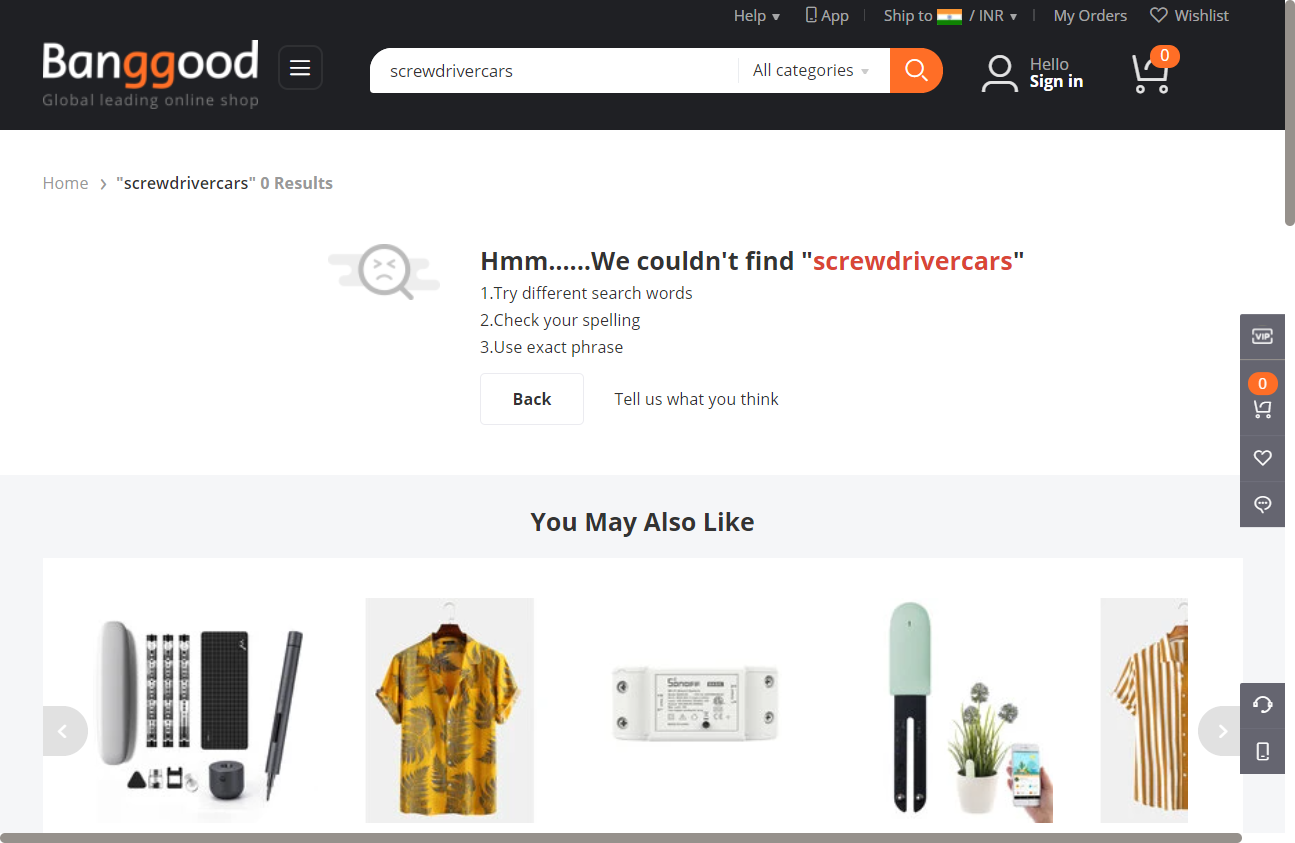 Help
App
Ship to / INR
My Orders
Wishlist
Banggood
Global leading online shop
screwdrivercars
All categories
Hello
Sign in
0
Home > "screwdrivercars" 0 Results
Hmm......We couldn't find "screwdrivercars"
1.Try different search words
2.Check your spelling
3.Use exact phrase
Back
Tell us what you think
VIP
0
You May Also Like
SONOFF